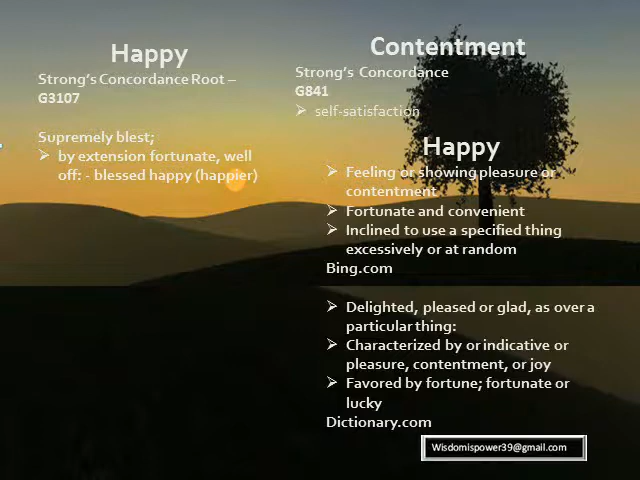 Happy
Strong's Concordance Root –
G3107
Supremely blest;
➢ by extension fortunate, well
off: - blessed happy (happier)
Contentment
Strong's Concordance
G841
➢ self-satisfaction
Happy
➢ Feeling or showing pleasure or
contentment
➢ Fortunate and convenient
➢ Inclined to use a specified thing
excessively or at random
Bing.com
➢ Delighted, pleased or glad, as over a
particular thing:
➢ Characterized by or indicative or
pleasure, contentment, or joy
➢ Favored by fortune; fortunate or
lucky
Dictionary.com
Wisdomispower39@gmail.com